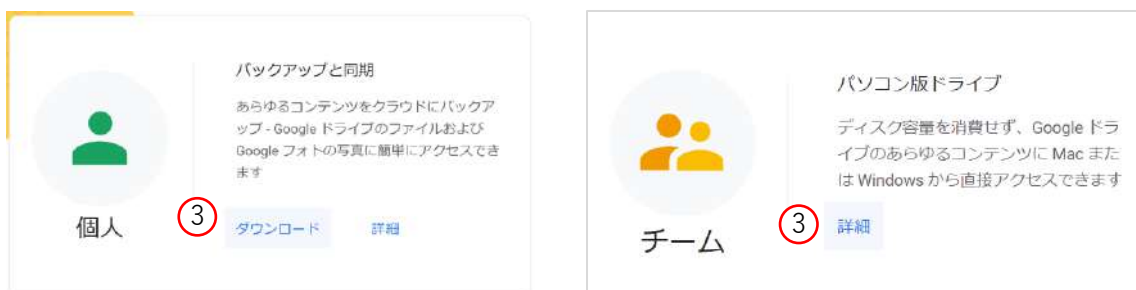 バックアップと同期
あらゆるコンテンツをクラウドにバックア
ップ - Google ドライブのファイルおよび
Google フォトの写真に簡単にアクセスでき
ます
個人
③
ダウンロード
詳細
パソコン版ドライブ
ディスク容量を消費せず、Google ドラ
イブのあらゆるコンテンツに Mac また
は Windows から直接アクセスできます
チーム
③
詳細